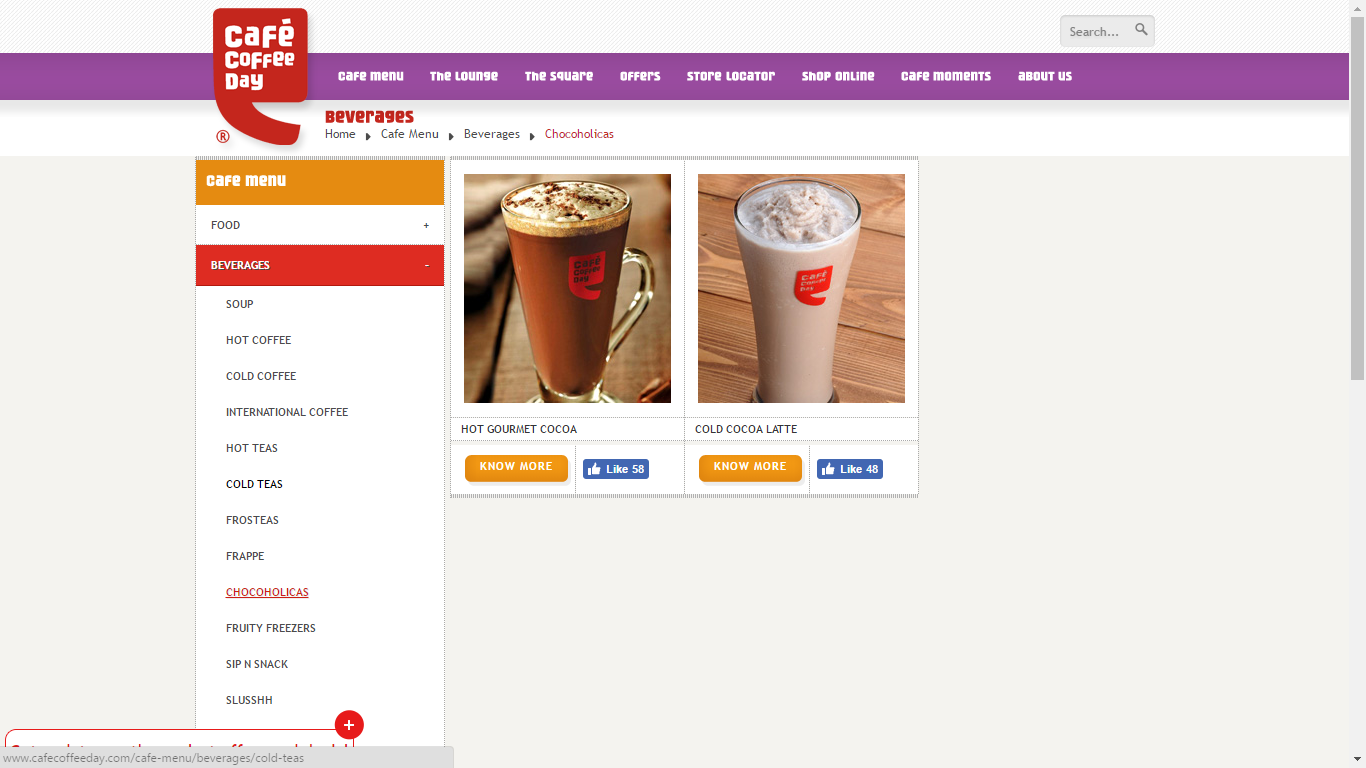 Café
Coffee
Day
®
Search...
Cafe Menu
The Lounge
The Square
Offers
Store Locator
Shop Online
Cafe Moments
About Us
Beverages
Home
Cafe Menu
Beverages
Chocoholicas
Cafe Menu
FOOD
+
BEVERAGES
-
SOUP
HOT COFFEE
COLD COFFEE
INTERNATIONAL COFFEE
HOT TEAS
COLD TEAS
FROSTEAS
FRAPPE
CHOCOHOLICAS
FRUITY FREEZERS
SIP N SNACK
SLUSSHH
Café
Coffee
Day
HOT GOURMET COCOA
KNOW MORE
Like 58
Café
Coffee
Day
COLD COCOA LATTE
KNOW MORE
Like 48
+
www.cafecoffeeday.com/cafe-menu/beverages/cold-teas